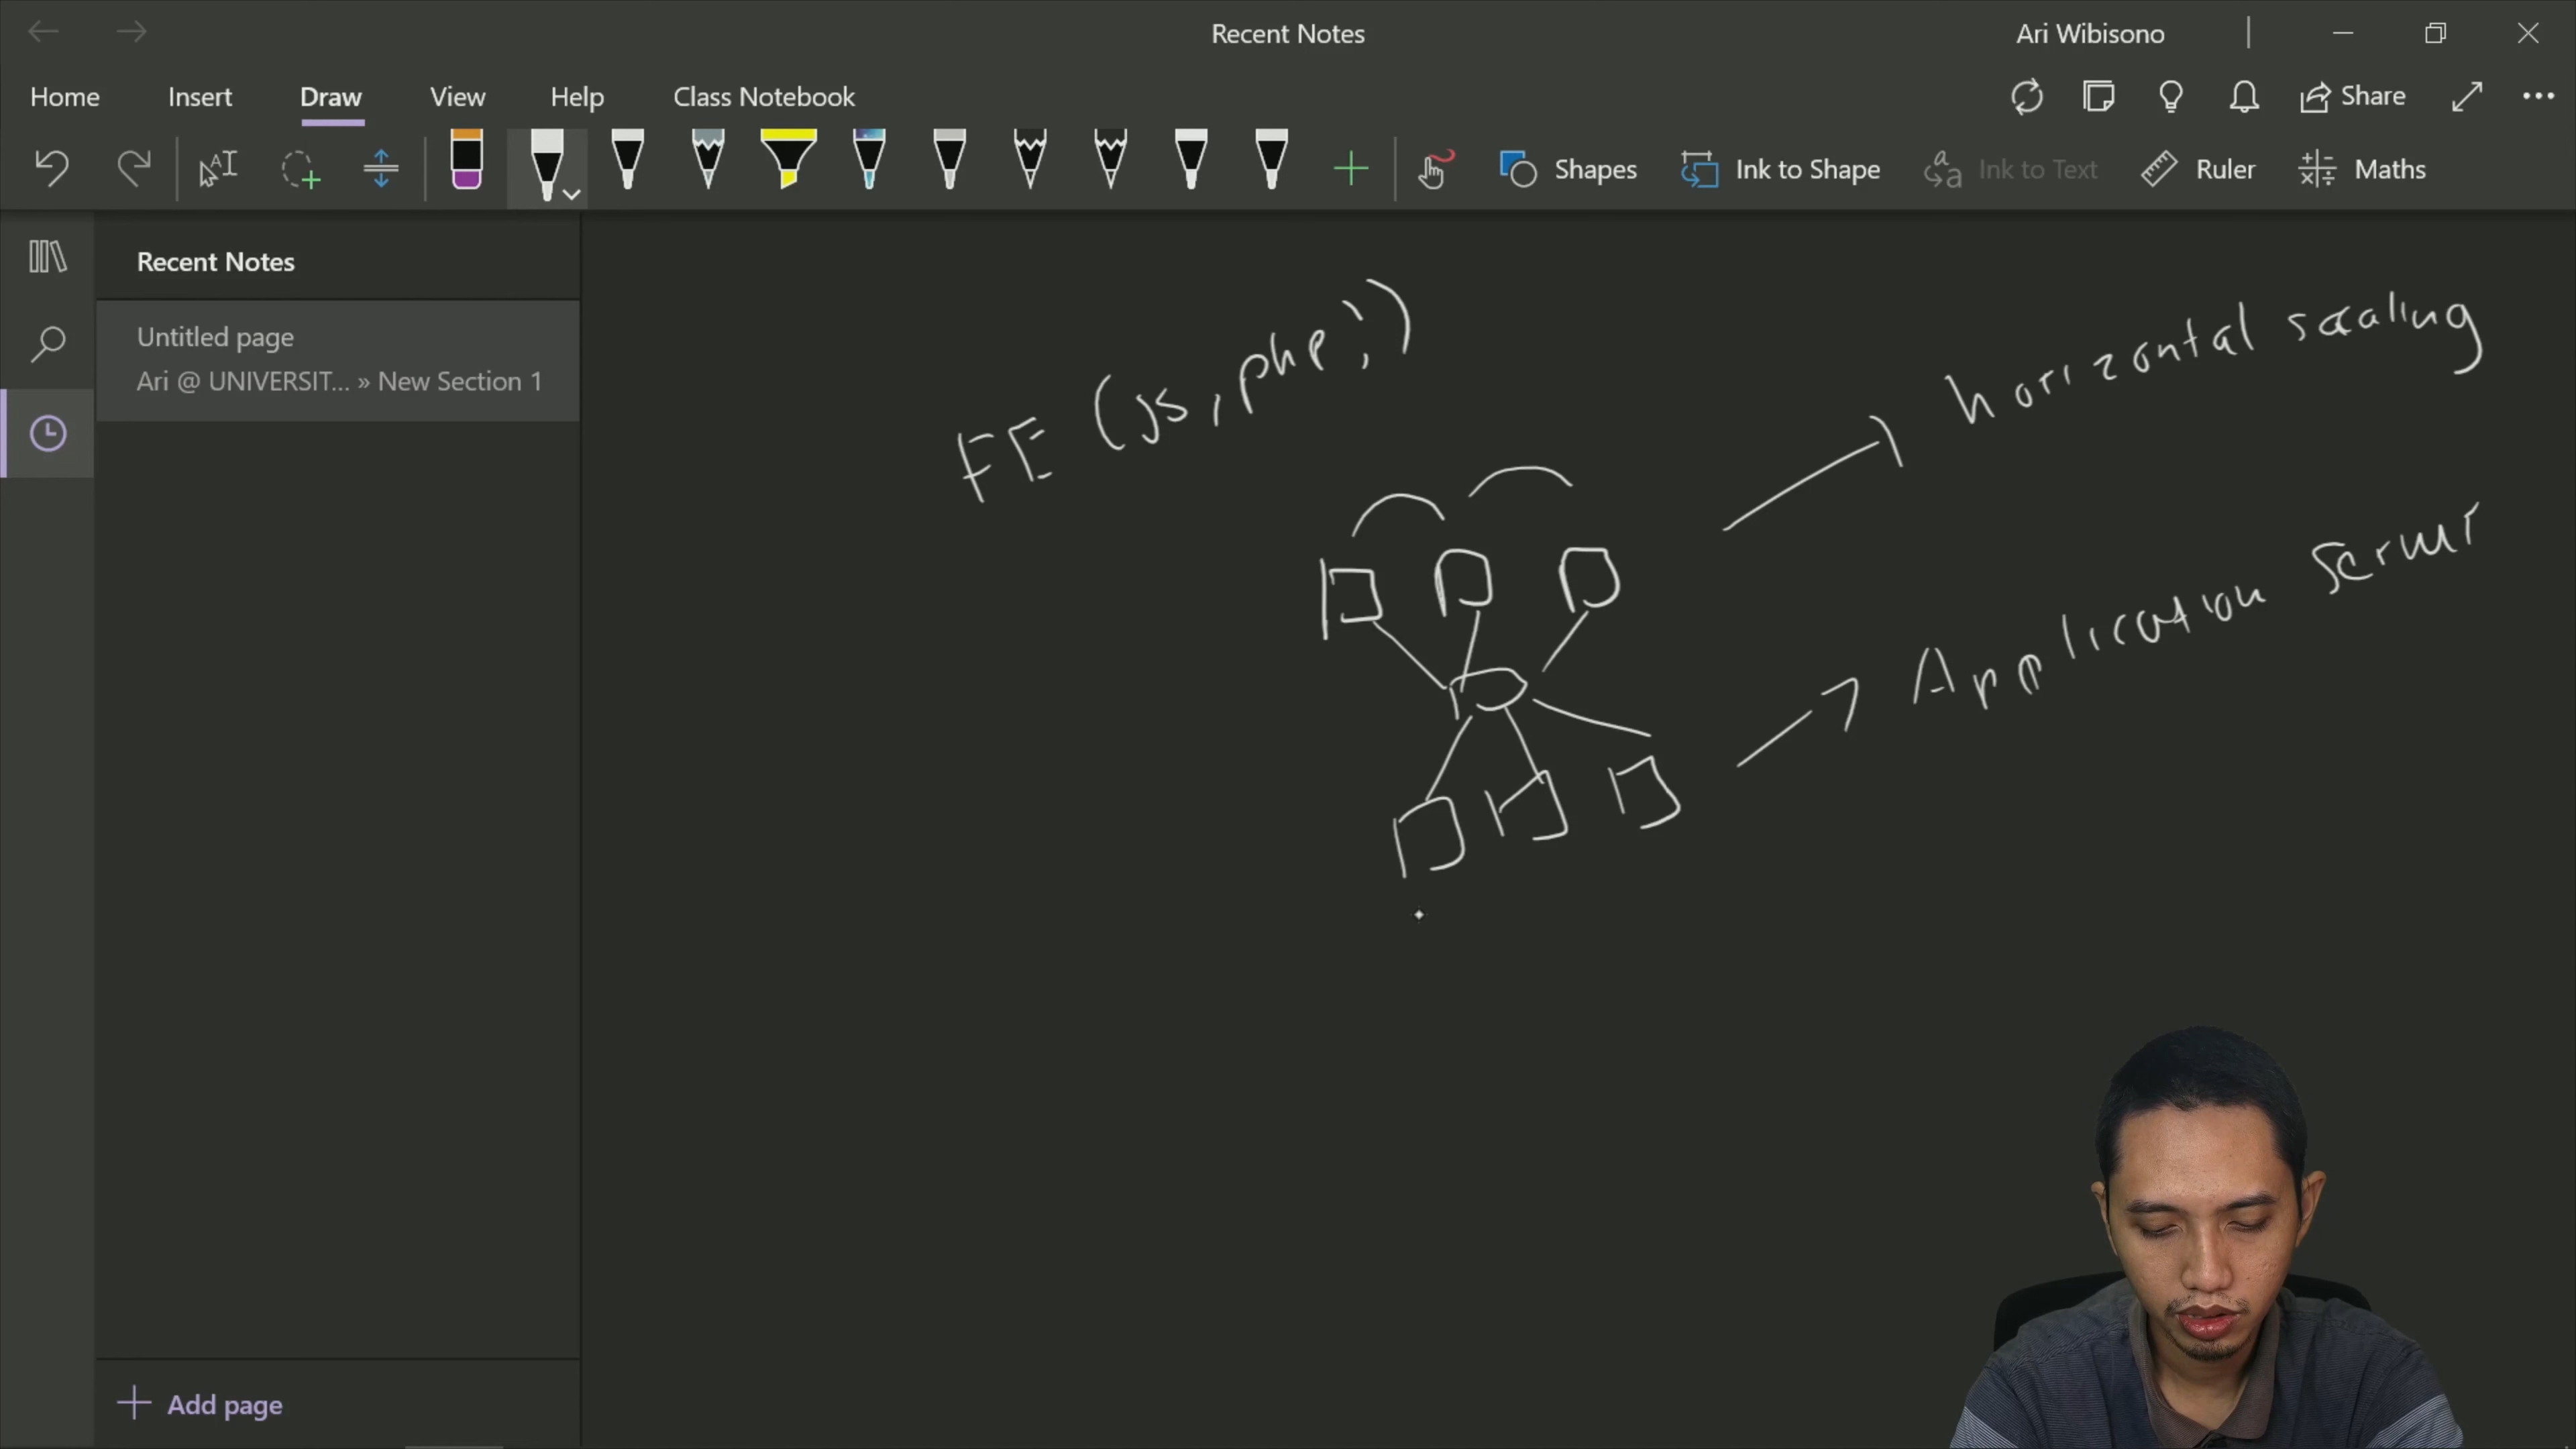 Recent Notes
Ari Wibisono
Home Insert Draw View Help Class Notebook
Share
Shapes Ink to Shape Ink to Text Ruler Maths
Recent Notes
Untitled page
Ari @ UNIVERSIT... » New Section 1
FE (js, php,
horizontal scaling
Application Server
Add page